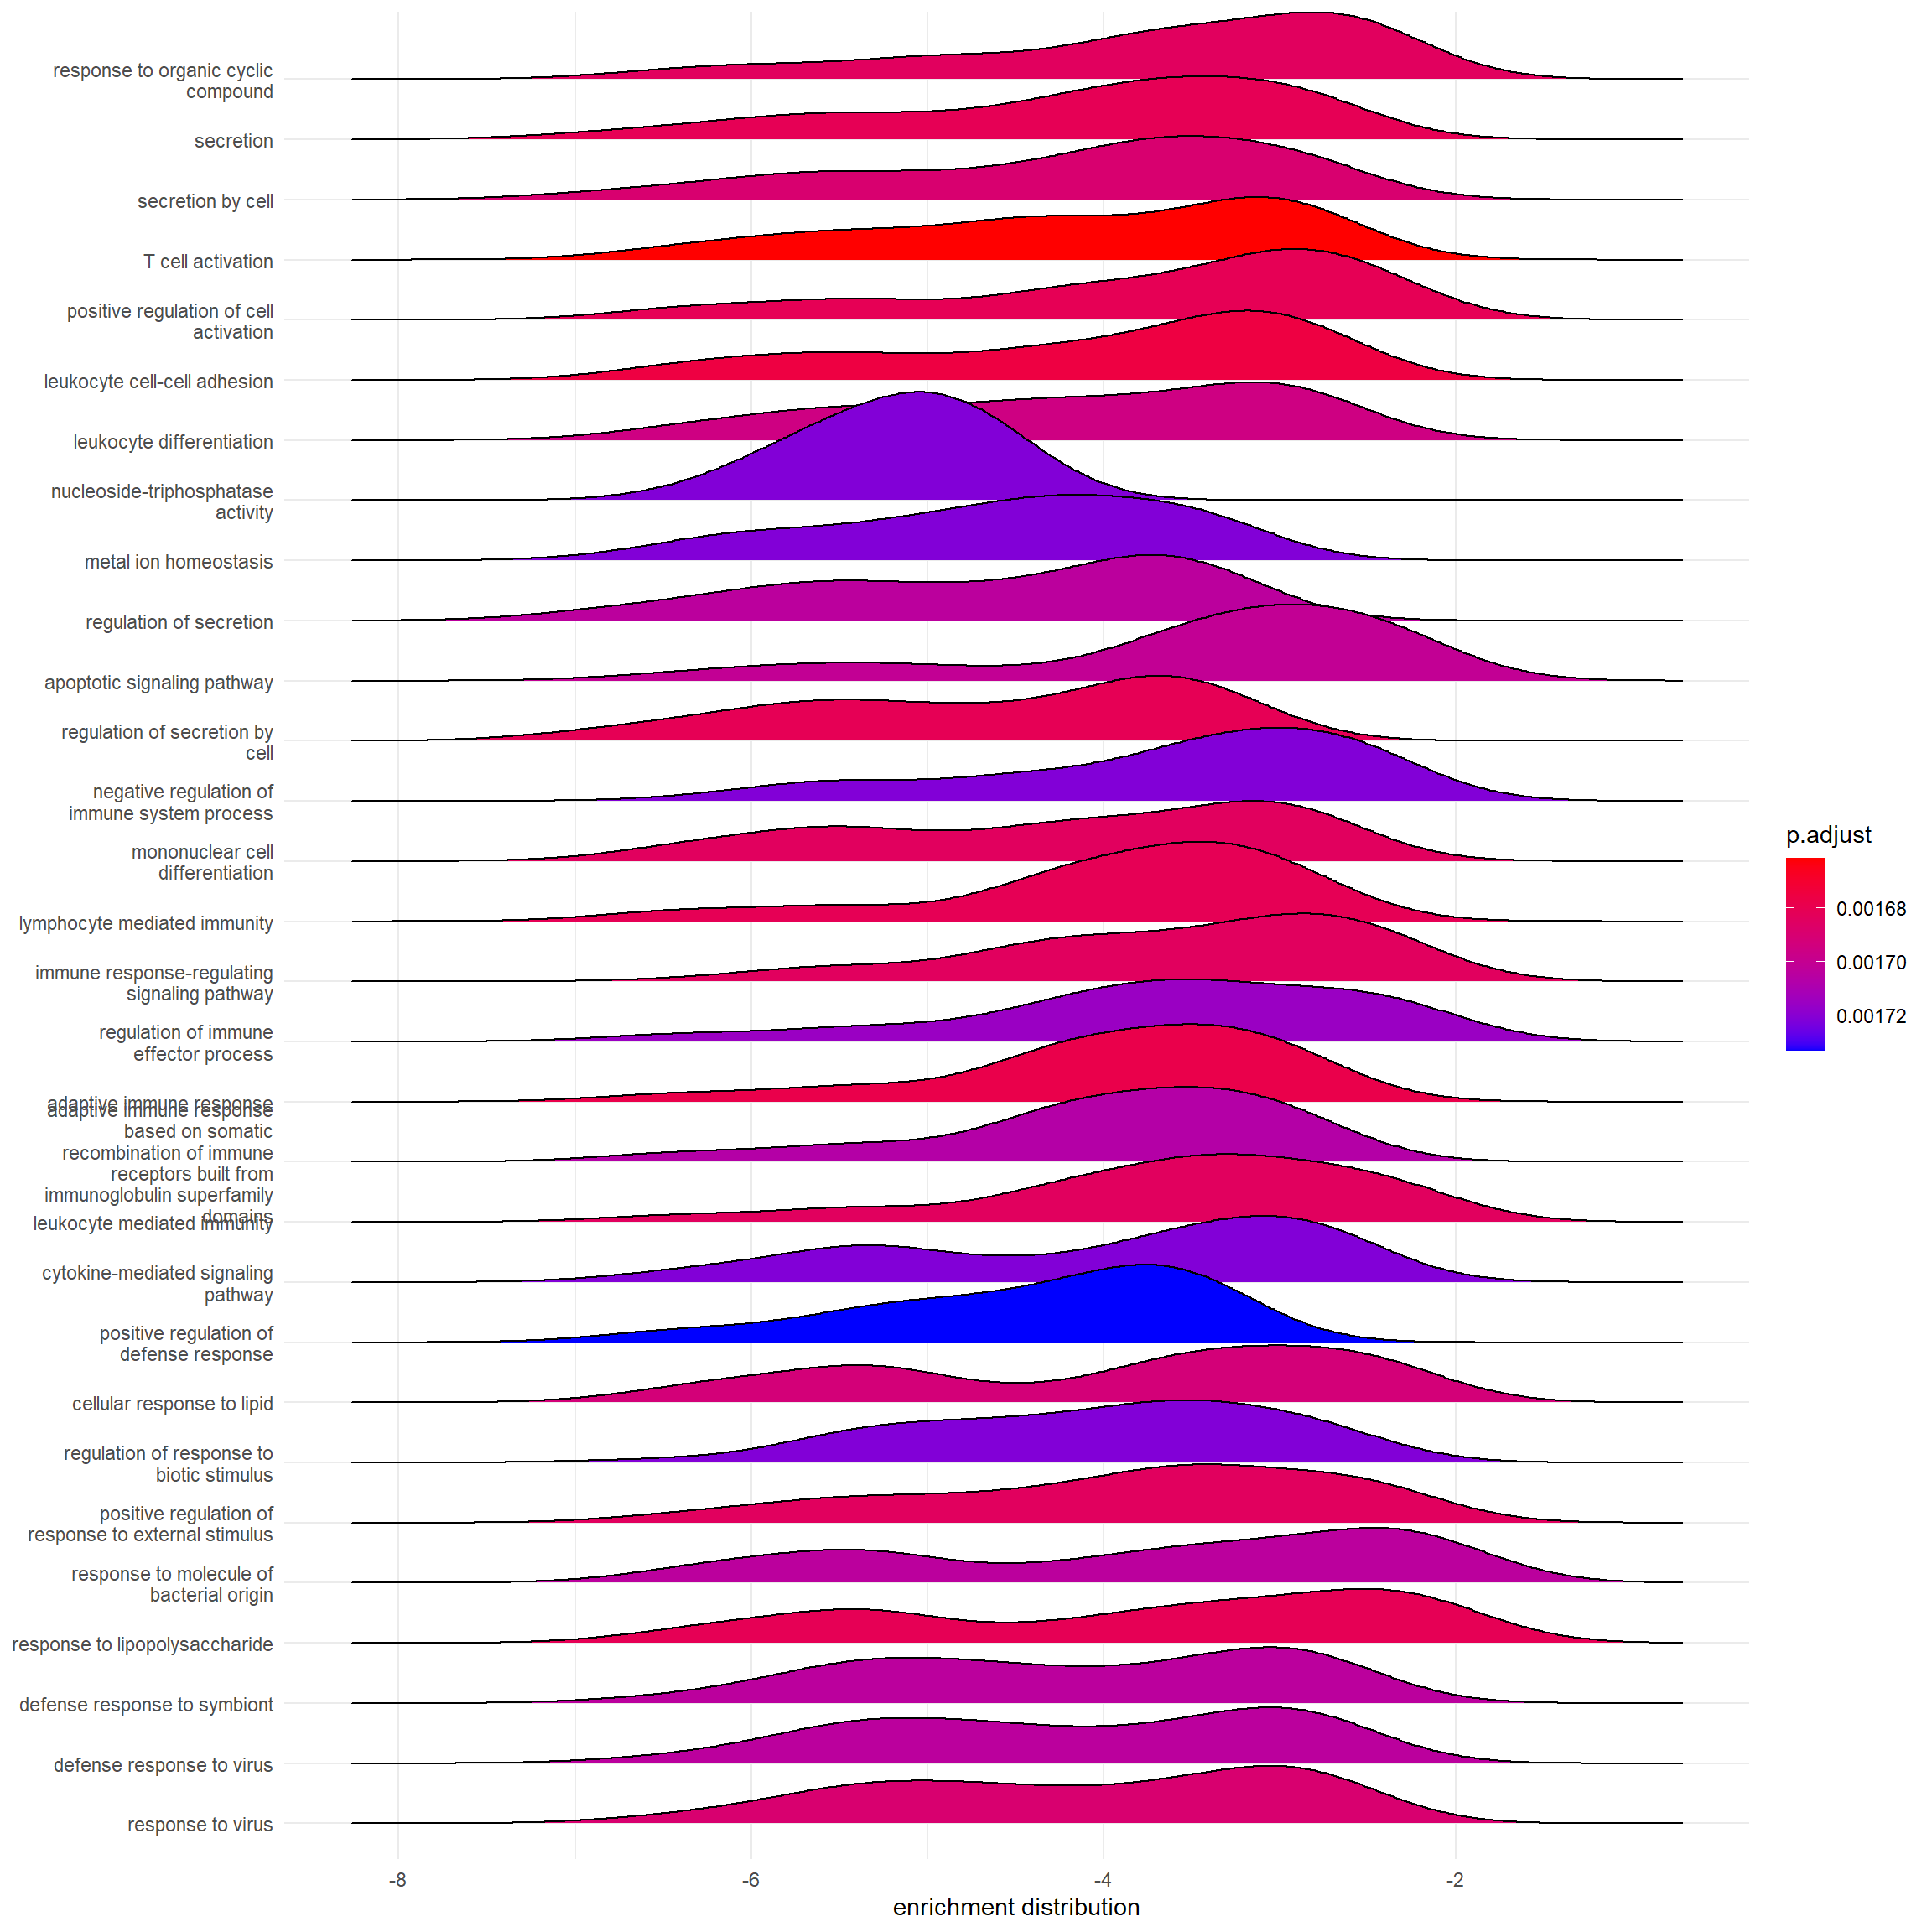 response to organic cyclic
compound
secretion
secretion by cell
T cell activation
positive regulation of cell
activation
leukocyte cell-cell adhesion
leukocyte differentiation
nucleoside-triphosphatase
activity
metal ion homeostasis
regulation of secretion
apoptotic signaling pathway
regulation of secretion by
cell
negative regulation of
immune system process
mononuclear cell
differentiation
lymphocyte mediated immunity
immune response-regulating
signaling pathway
regulation of immune
effector process
adaptive immune response
adaptive immune response
based on somatic
recombination of immune
receptors built from
immunoglobulin superfamily
domains
leukocyte mediated immunity
cytokine-mediated signaling
pathway
positive regulation of
defense response
cellular response to lipid
regulation of response to
biotic stimulus
positive regulation of
response to external stimulus
response to molecule of
bacterial origin
response to lipopolysaccharide
defense response to symbiont
defense response to virus
response to virus
-8
-6
-4
-2
enrichment distribution
p.adjust
0.00168
0.00170
0.00172